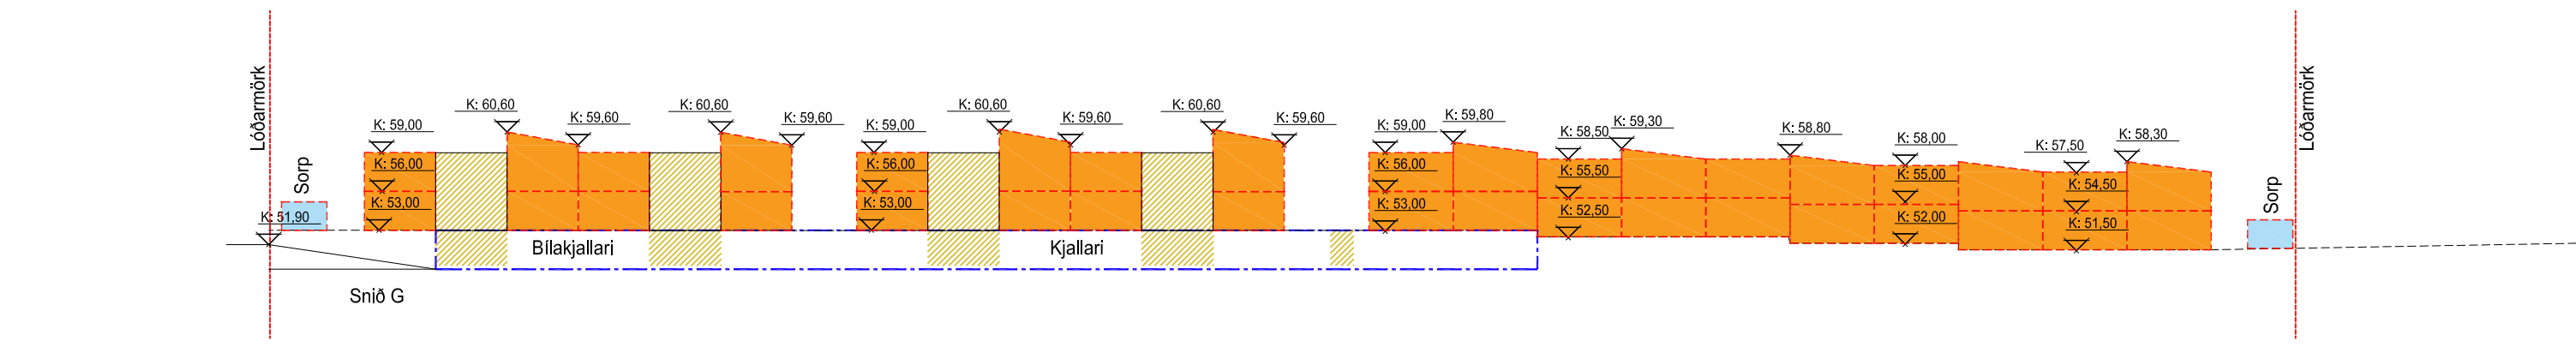 Lóðarmörk
Sorp
K: 51,90
K: 59,00
K: 56,00
K: 53,00
K: 60,60
K: 59,60
K: 60,60
K: 59,60
K: 59,00
K: 56,00
K: 53,00
K: 60,60
K: 59,60
K: 60,60
K: 59,60
K: 59,00
K: 56,00
K: 53,00
K: 59,80
K: 58,50
K: 55,50
K: 52,50
K: 59,30
K: 58,80
K: 58,00
K: 55,00
K: 52,00
K: 57,50
K: 54,50
K: 51,50
K: 58,30
Sorp
Lóðarmörk
Bílakjallari
Kjallari
Snið G